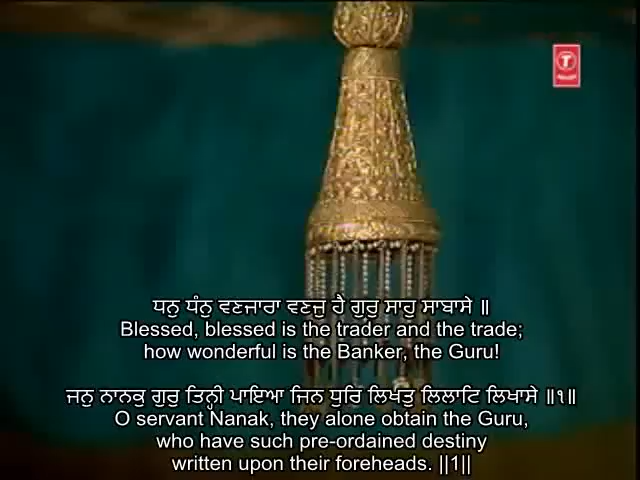 ਧਨੁ ਧੰਨੁ ਵਣਜਾਰਾ ਵਣਜੁ ਹੈ ਗੁਰੁ ਸਾਹੁ ਸਾਬਾਸੇ ॥
Blessed, blessed is the trader and the trade;
how wonderful is the Banker, the Guru!
ਜਨੁ ਨਾਨਕੁ ਗੁਰੁ ਤਿਨ੍ਹੀ ਪਾਇਆ ਜਿਨ ਧੁਰਿ ਲਿਖਤੁ ਲਿਲਾਟਿ ਲਿਖਾਸੇ ॥੧॥
O servant Nanak, they alone obtain the Guru,
who have such pre-ordained destiny
written upon their foreheads. ||1||